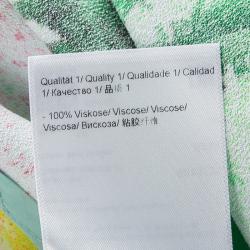 Qualität 1/ Quality 1/ Qualidade 1/ Calidad
1/ Качество 1/ 品质 1
- 100% Viskose/ Viscose/ Viscose/
Viscosa/ Вискоза/ 粘胶纤维